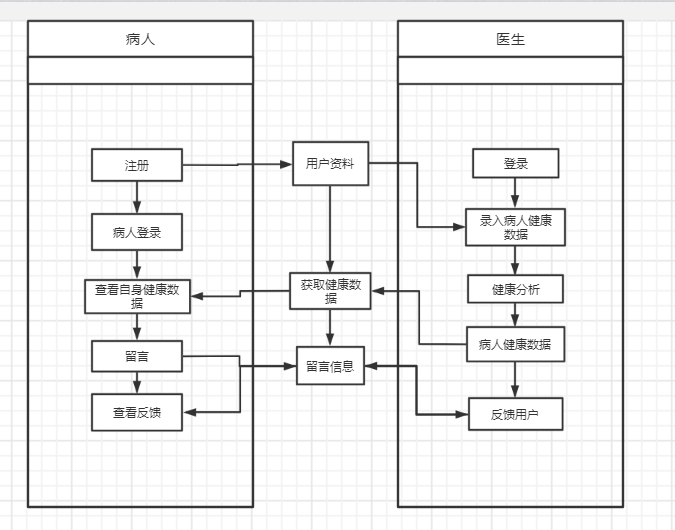 病人
医生
注册
用户资料
登录
病人登录
录入病人健康
数据
查看自身健康数
据
获取健康数
据
健康分析
留言
留言信息
病人健康数据
查看反馈
反馈用户